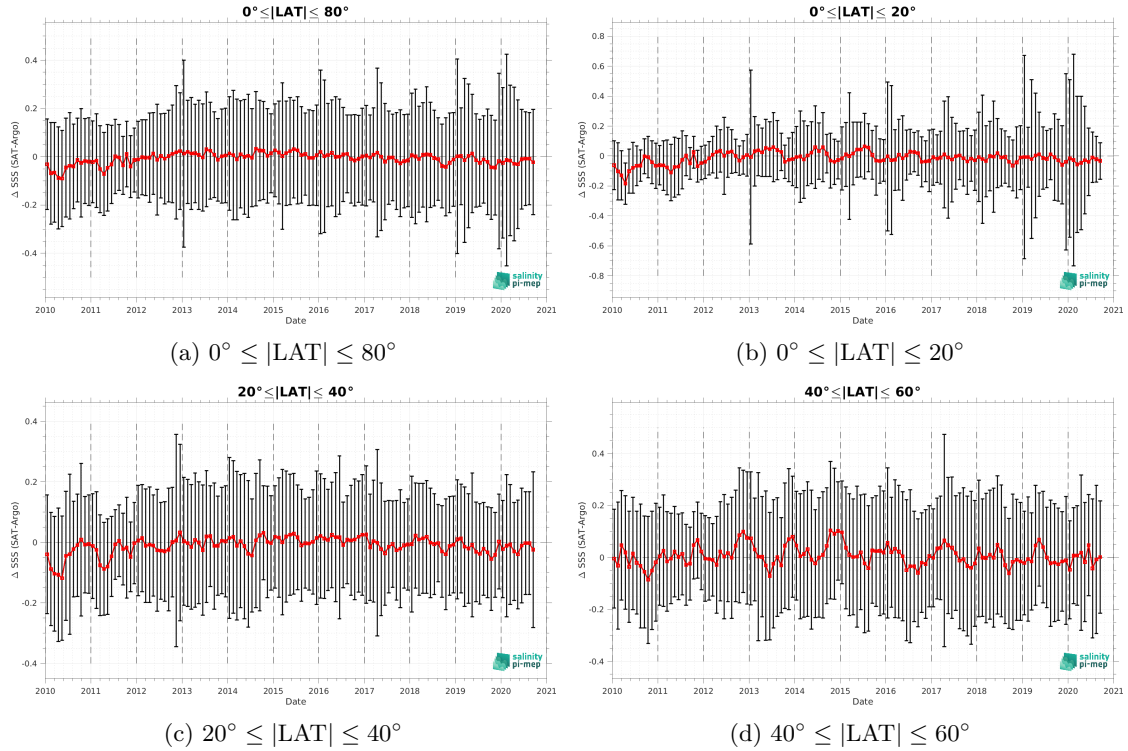 0°≤|LAT|≤ 80°
Δ SSS (SAT-Argo)
0.4
0.2
0
-0.2
-0.4
2010 2011 2012 2013 2014 2015 2016 2017 2018 2019 2020 2021
Date
salinity
pi-mep
(a) 0° ≤ |LAT| ≤ 80°
0°≤|LAT|≤ 20°
Δ SSS (SAT-Argo)
0.8
0.6
0.4
0.2
0
-0.2
-0.4
-0.6
-0.8
2010 2011 2012 2013 2014 2015 2016 2017 2018 2019 2020 2021
Date
salinity
pi-mep
(b) 0° ≤ |LAT| ≤ 20°
20°≤|LAT|≤ 40°
Δ SSS (SAT-Argo)
0.4
0.2
0
-0.2
-0.4
2010 2011 2012 2013 2014 2015 2016 2017 2018 2019 2020 2021
Date
salinity
pi-mep
(c) 20° ≤ |LAT| ≤ 40°
40°≤|LAT|≤ 60°
Δ SSS (SAT-Argo)
0.4
0.2
0
-0.2
-0.4
2010 2011 2012 2013 2014 2015 2016 2017 2018 2019 2020 2021
Date
salinity
pi-mep
(d) 40° ≤ |LAT| ≤ 60°